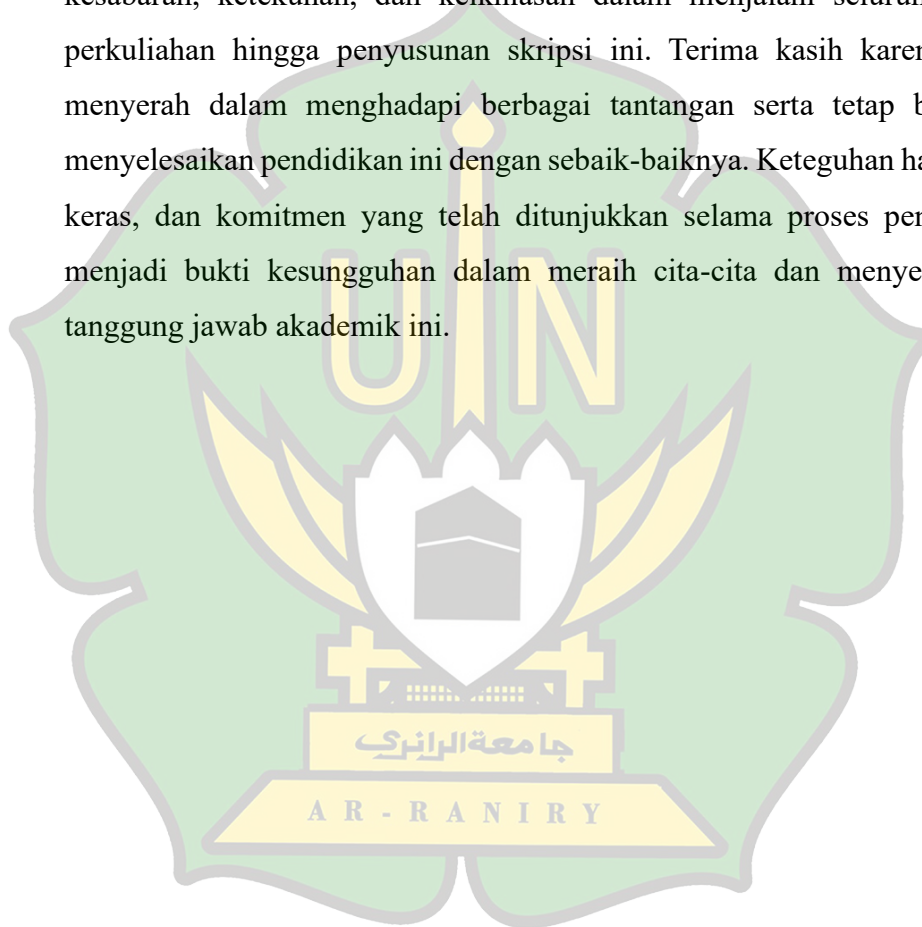 kesabaran, ketekunan, dan keikhlasan dalam menjalani
perkuliahan hingga penyusunan skripsi ini. Terima kasih
menyerah dalam menghadapi berbagai tantangan serta tetap
menyelesaikan pendidikan ini dengan sebaik-baiknya. Keteguhan
keras, dan komitmen yang telah ditunjukkan selama proses
menjadi bukti kesungguhan dalam meraih cita-cita dan
tanggung jawab akademik ini.
UIN
جامعة الرانري
AR-RANIRY